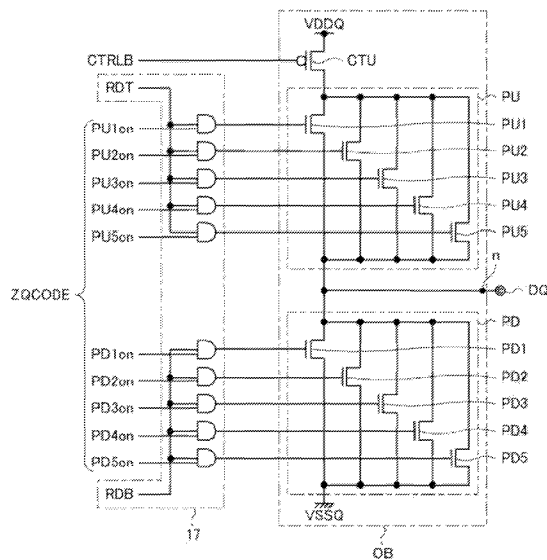 VDDQ
CTRLB
CTU
RDT
PU
PU1on
PU1
PU2on
PU2
PU3on
PU3
PU4on
PU4
PU5on
PU5
n
ZQCODE
DQ
PD
PD1on
PD1
PD2on
PD2
PD3on
PD3
PD4on
PD4
PD5on
PD5
RDB
VSSQ
17
OB